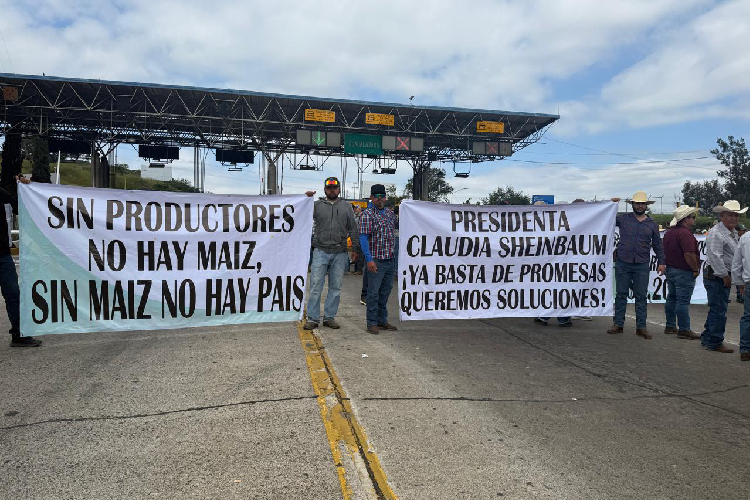 SIN PRODUCTORES
NO HAY MAIZ,
SIN MAIZ NO HAY PAIS
PRESIDENTA
CLAUDIA SHEINBAUM
¡YA BASTA DE PROMESAS
QUEREMOS SOLUCIONES!